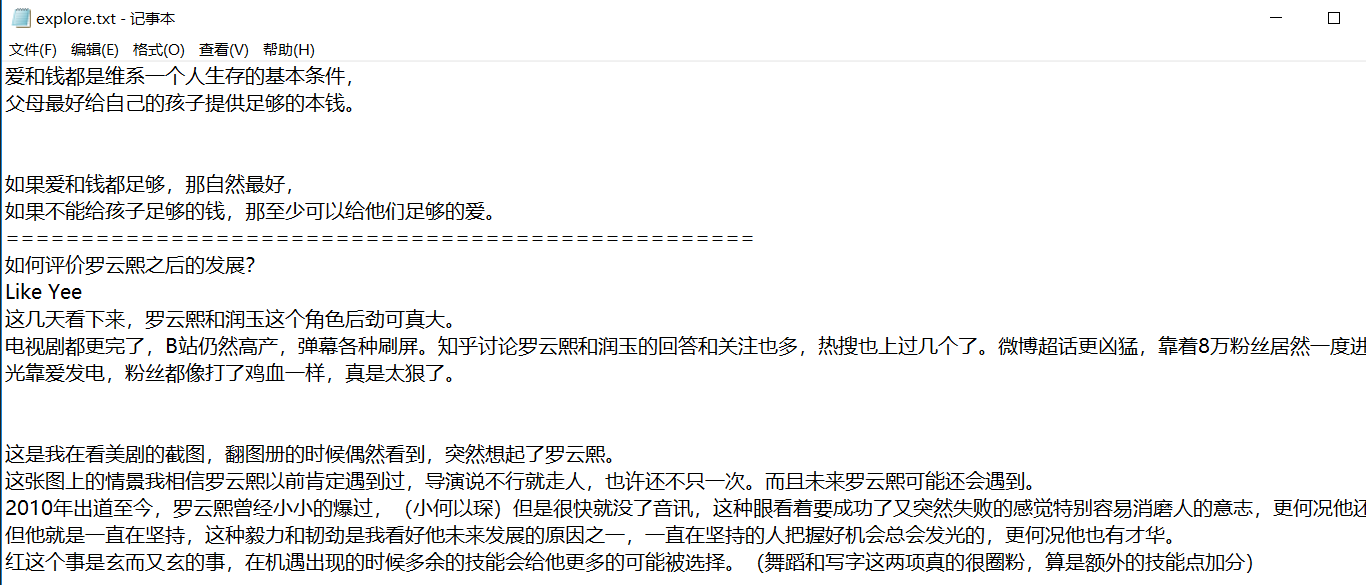 explore.txt - 记事本
文件(F) 编辑(E) 格式(O) 查看(V) 帮助(H)
爱和钱都是维系一个人生存的基本条件，
父母最好给自己的孩子提供足够的本钱。
如果爱和钱都足够，那自然最好，
如果不能给孩子足够的钱，那至少可以给他们足够的爱。
==================================================
如何评价罗云熙之后的发展？
Like Yee
这几天看下来，罗云熙和润玉这个角色后劲可真大。
电视剧都更完了，B站仍然高产，弹幕各种刷屏。知乎讨论罗云熙和润玉的回答和关注也多，热搜也上过几个了。微博超话更凶猛，靠着8万粉丝居然一度进
光靠爱发电，粉丝都像打了鸡血一样，真是太狠了。
这是我在看美剧的截图，翻图册的时候偶然看到，突然想起了罗云熙。
这张图上的情景我相信罗云熙以前肯定遇到过，导演说不行就走人，也许还不只一次。而且未来罗云熙可能还会遇到。
2010年出道至今，罗云熙曾经小小的爆过，（小何以琛）但是很快就没了音讯，这种眼看着要成功了又突然失败的感觉特别容易消磨人的意志，更何况他还
但他就是一直在坚持，这种毅力和韧劲是我看好他未来发展的原因之一，一直在坚持的人把握好机会总会发光的，更何况他也有才华。
红这个事是玄而又玄的事，在机遇出现的时候多余的技能会给他更多的可能被选择。（舞蹈和写字这两项真的很圈粉，算是额外的技能点加分）